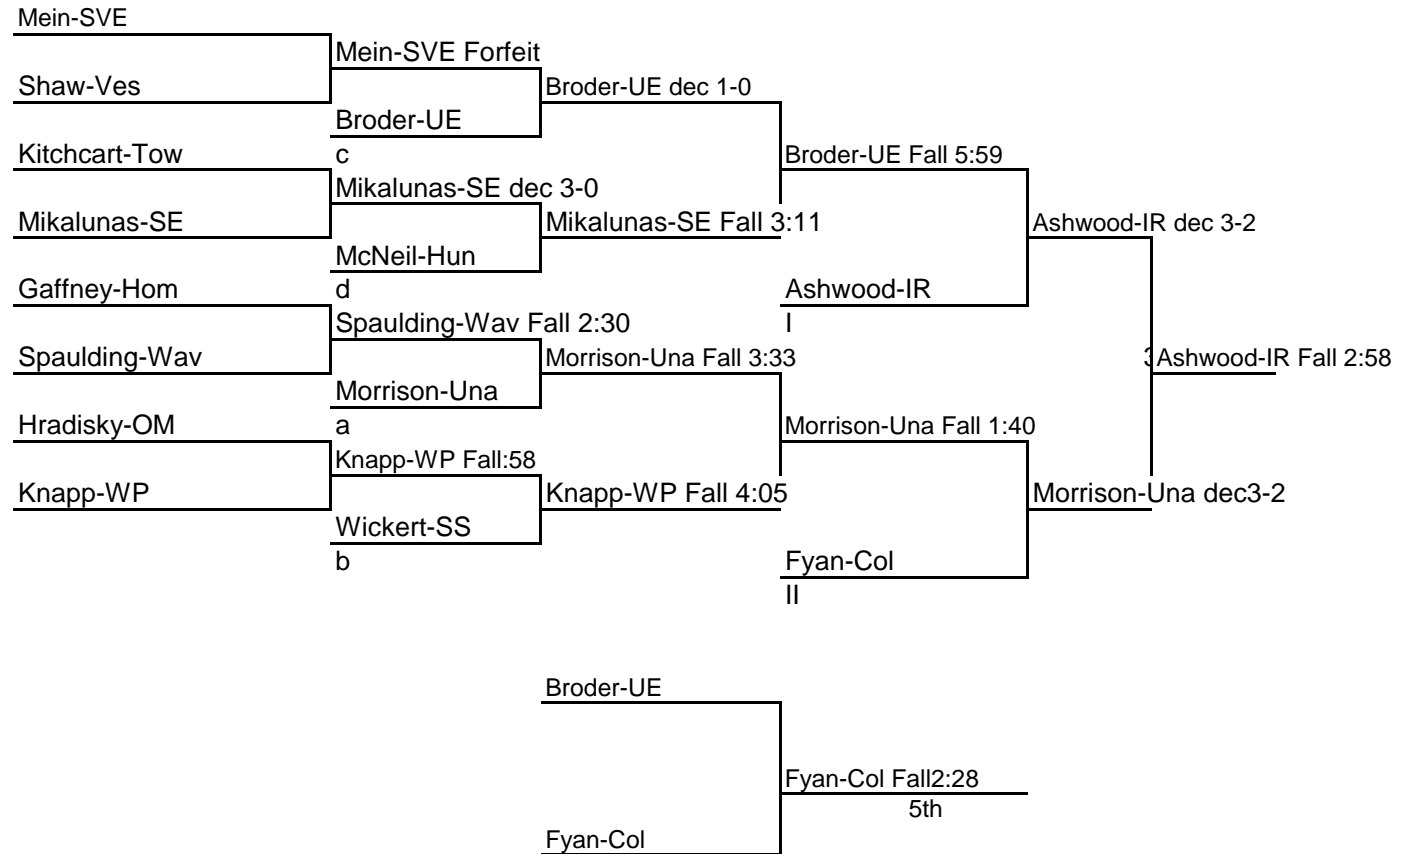 Mein-SVE
Mein-SVE Forfeit
Shaw-Ves
Broder-UE dec 1-0
Broder-UE
Kitchcart-Tow
c
Broder-UE Fall 5:59
Mikalunas-SE dec 3-0
Mikalunas-SE
Mikalunas-SE Fall 3:11
Ashwood-IR dec 3-2
McNeil-Hun
Gaffney-Hom
d
Ashwood-IR
Spaulding-Wav Fall 2:30
I
Spaulding-Wav
Morrison-Una Fall 3:33
Ashwood-IR Fall 2:58
Morrison-Una
Hradisky-OM
a
Morrison-Una Fall 1:40
Knapp-WP Fall:58
Knapp-WP
Knapp-WP Fall 4:05
Morrison-Una dec3-2
Wickert-SS
b
Fyan-Col
II
Broder-UE
Fyan-Col Fall2:28
5th
Fyan-Col